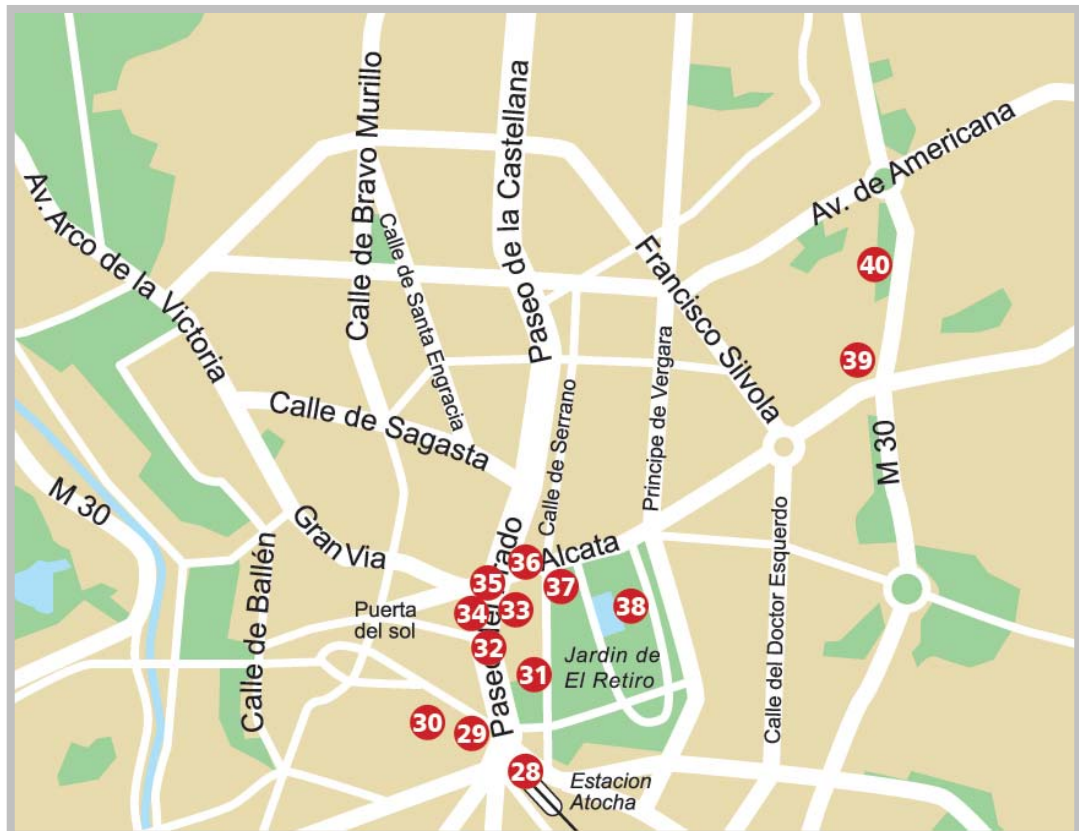 Av. Arco de la Victoria
Calle de Bravo Murillo
Calle de Santa Engracia
Paseo de la Castellana
Francisco Silvola
Av. de Americana
40
39
M 30
Principe de Vergara
Calle de Serrano
Calle de Sagasta
M 30
Gran Via
Calle de Ballén
Puerta
del sol
Alcata
36
35
37
34
33
38
32
31
Jardin de
El Retiro
Calle del Doctor Esquerdo
30
29
28
Estacion
Atocha